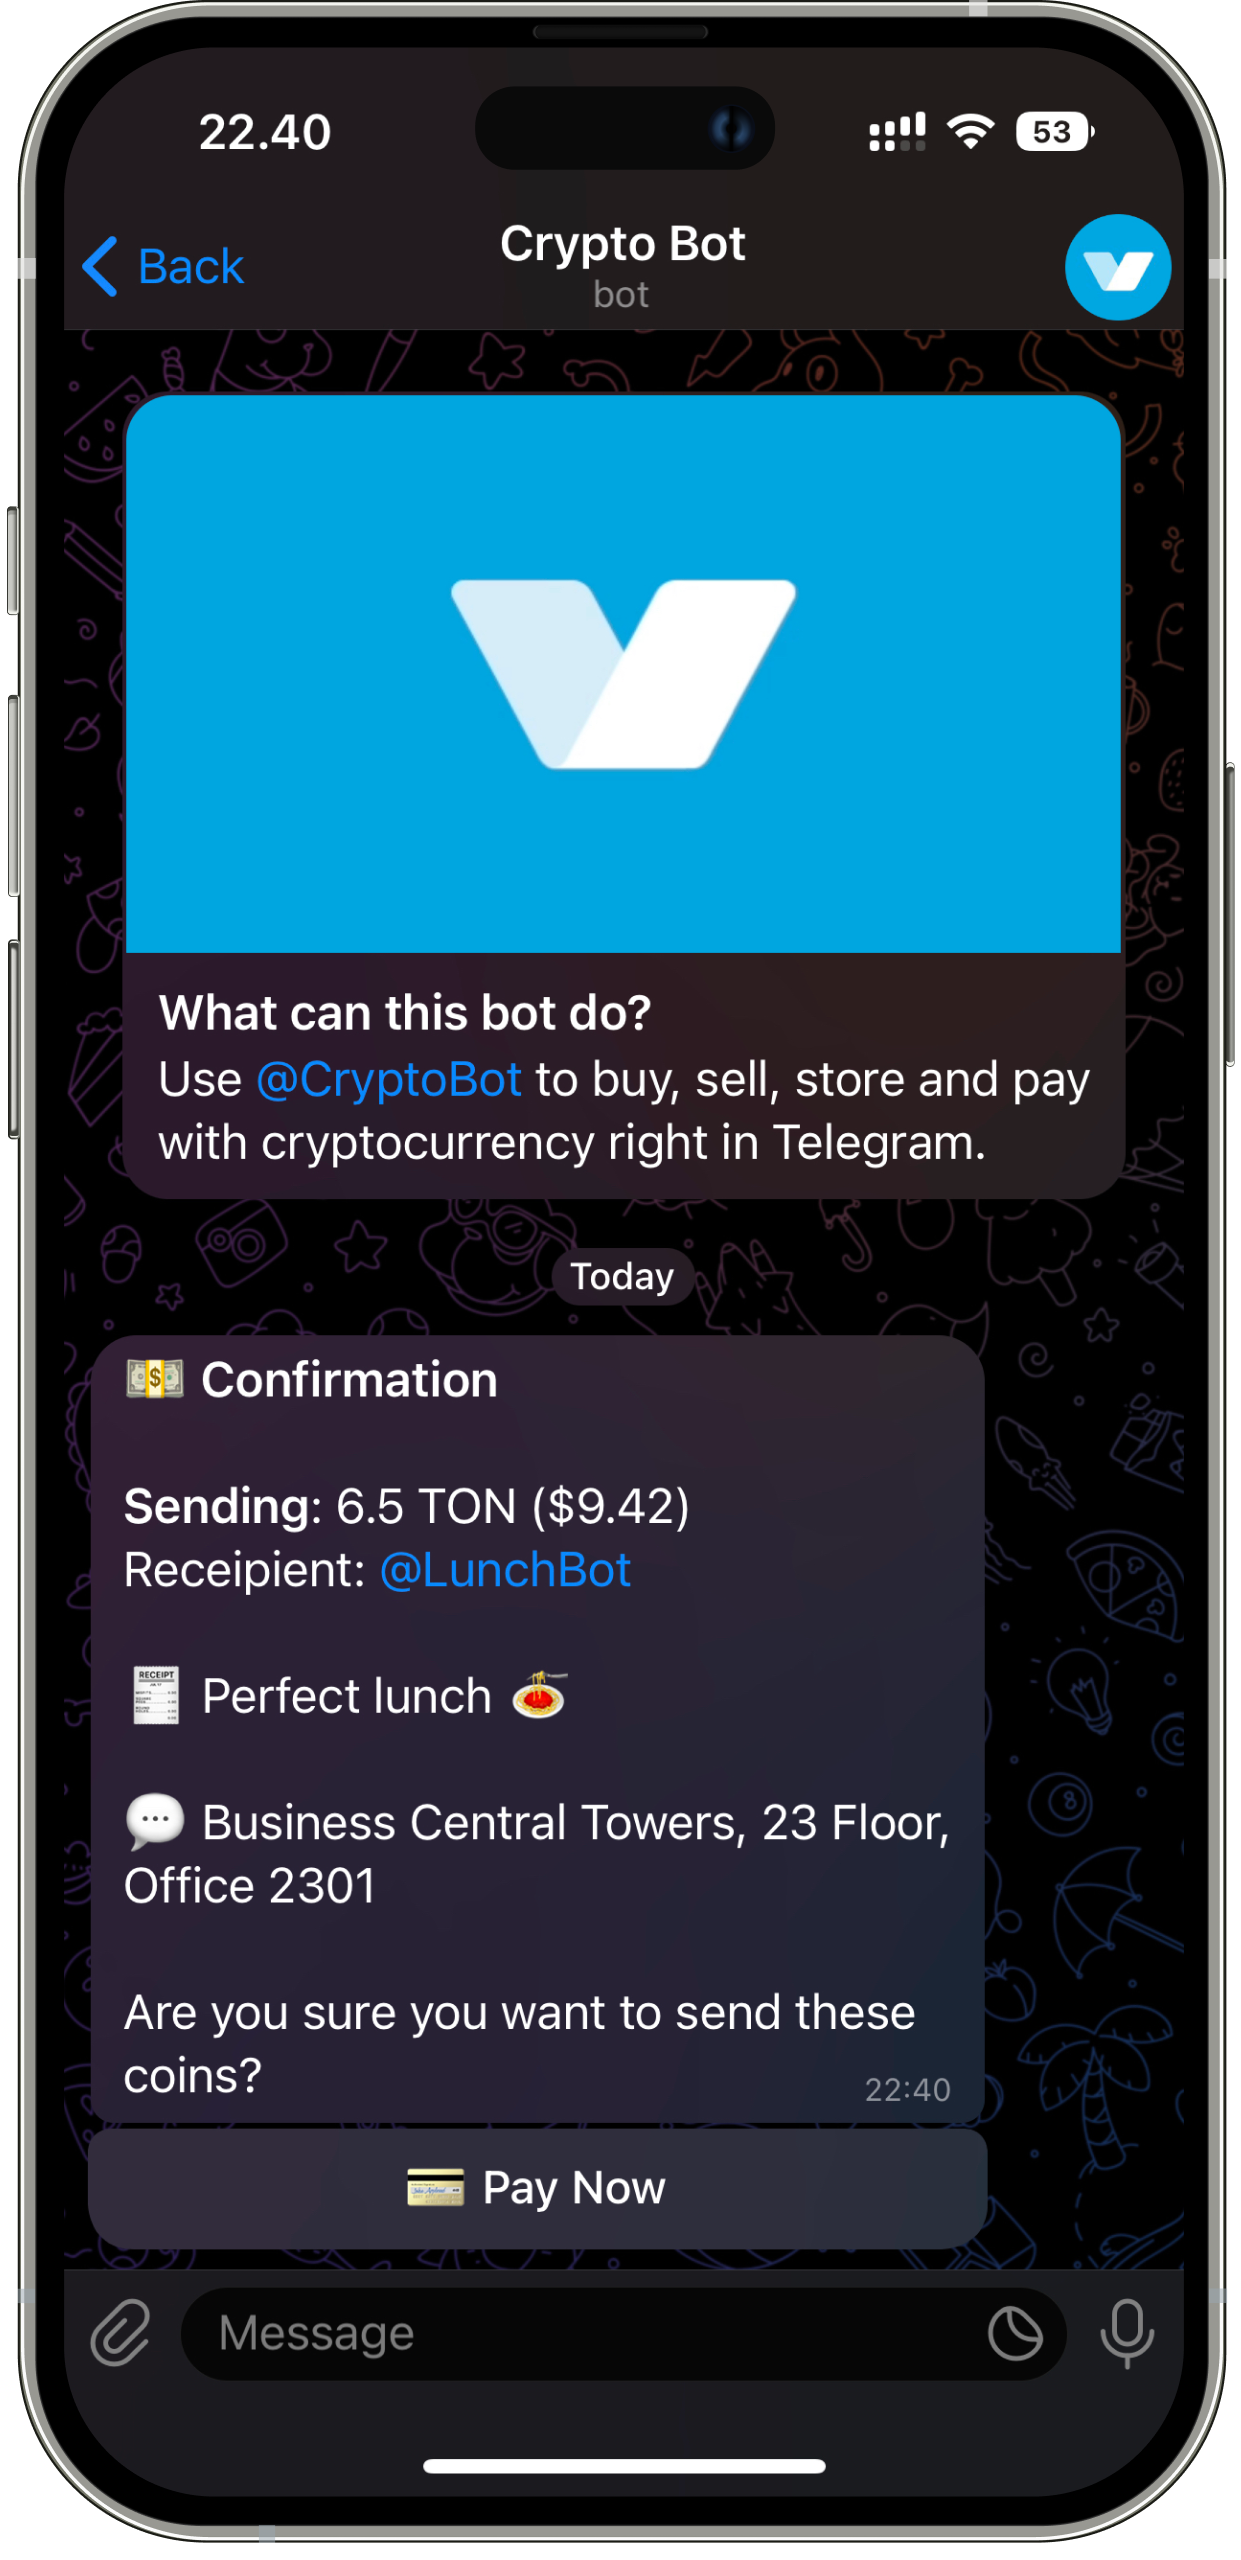 22.40
53
Back
Crypto Bot
bot
What can this bot do?
Use @CryptoBot to buy, sell, store and pay
with cryptocurrency right in Telegram.
Today
Confirmation
Sending: 6.5 TON ($9.42)
Receipient: @LunchBot
RECEIPT
Perfect lunch
Business Central Towers, 23 Floor,
Office 2301
Are you sure you want to send these
coins?
22:40
Pay Now
Message